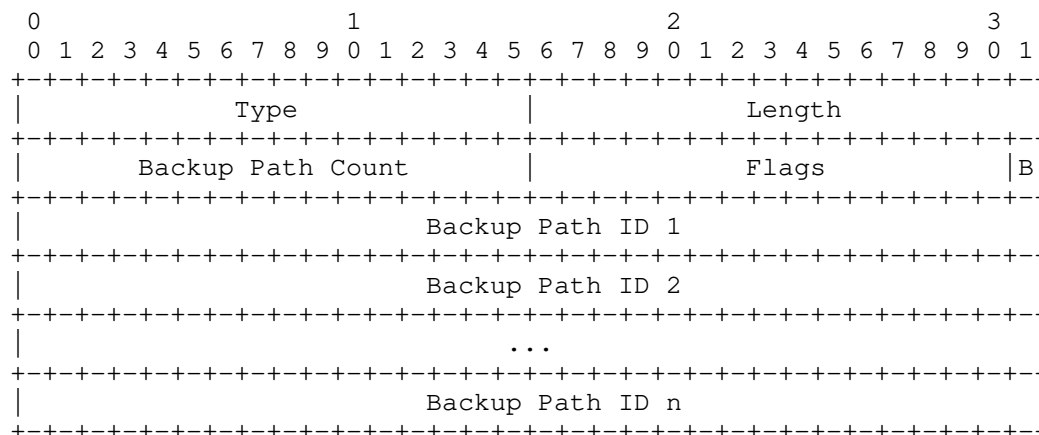 0                   1                   2                   3
0 1 2 3 4 5 6 7 8 9 0 1 2 3 4 5 6 7 8 9 0 1 2 3 4 5 6 7 8 9 0 1
+-+-+-+-+-+-+-+-+-+-+-+-+-+-+-+-+-+-+-+-+-+-+-+-+-+-+-+-+-+-+-+-
|             Type              |             Length
+-+-+-+-+-+-+-+-+-+-+-+-+-+-+-+-+-+-+-+-+-+-+-+-+-+-+-+-+-+-+-+-
|       Backup Path Count       |             Flags           |B
+-+-+-+-+-+-+-+-+-+-+-+-+-+-+-+-+-+-+-+-+-+-+-+-+-+-+-+-+-+-+-+-
|                         Backup Path ID 1
+-+-+-+-+-+-+-+-+-+-+-+-+-+-+-+-+-+-+-+-+-+-+-+-+-+-+-+-+-+-+-+-
|                         Backup Path ID 2
+-+-+-+-+-+-+-+-+-+-+-+-+-+-+-+-+-+-+-+-+-+-+-+-+-+-+-+-+-+-+-+-
|                              ...
+-+-+-+-+-+-+-+-+-+-+-+-+-+-+-+-+-+-+-+-+-+-+-+-+-+-+-+-+-+-+-+-
|                         Backup Path ID n
+-+-+-+-+-+-+-+-+-+-+-+-+-+-+-+-+-+-+-+-+-+-+-+-+-+-+-+-+-+-+-+-